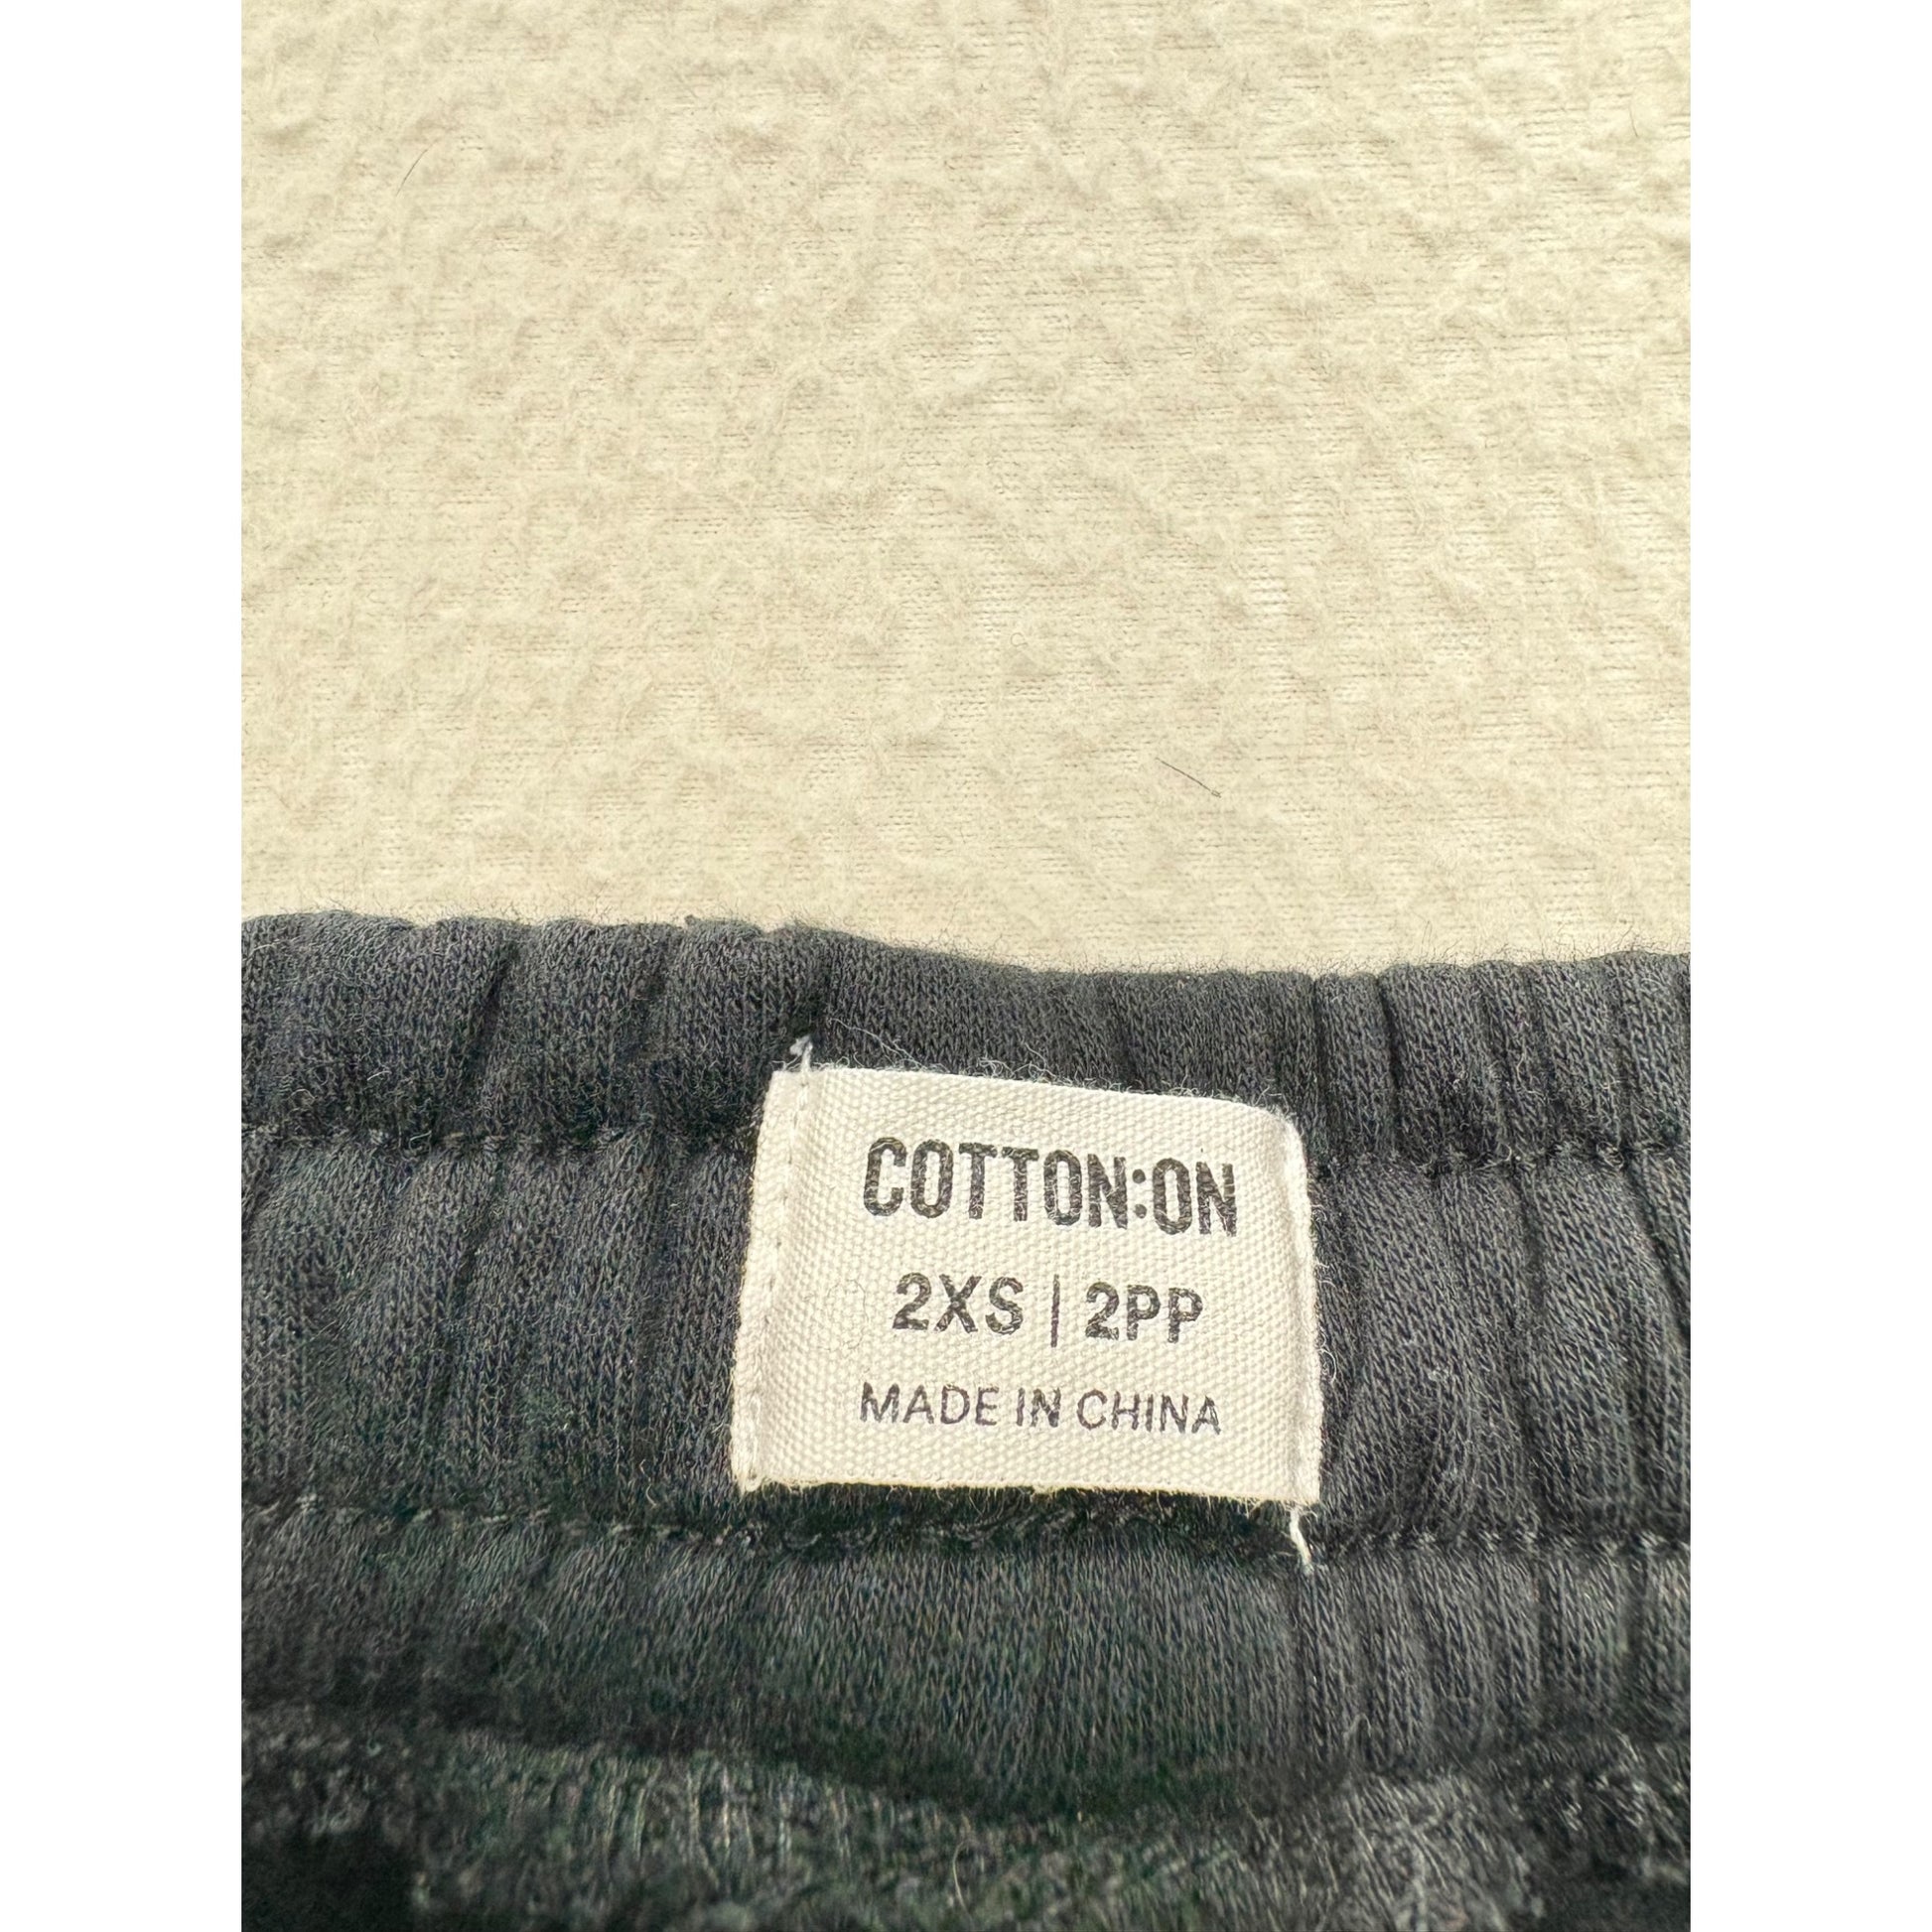 COTTON:ON
2XS | 2PP
MADE IN CHINA